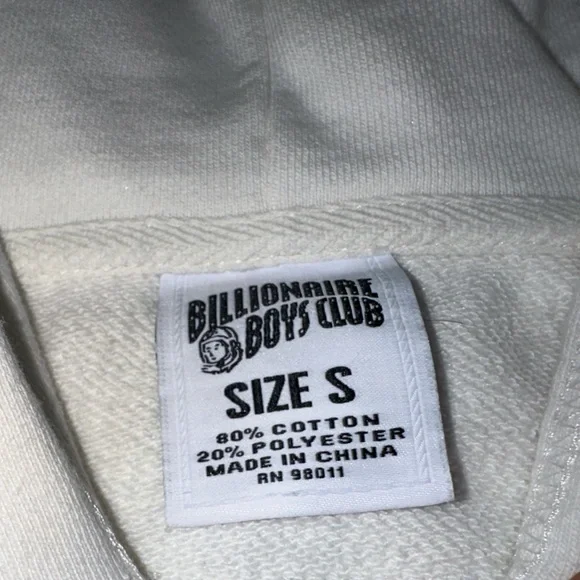 BILLIONAIRE
BOYS CLUB
SIZE S
80% COTTON
20% POLYESTER
MADE IN CHINA
RN 98011